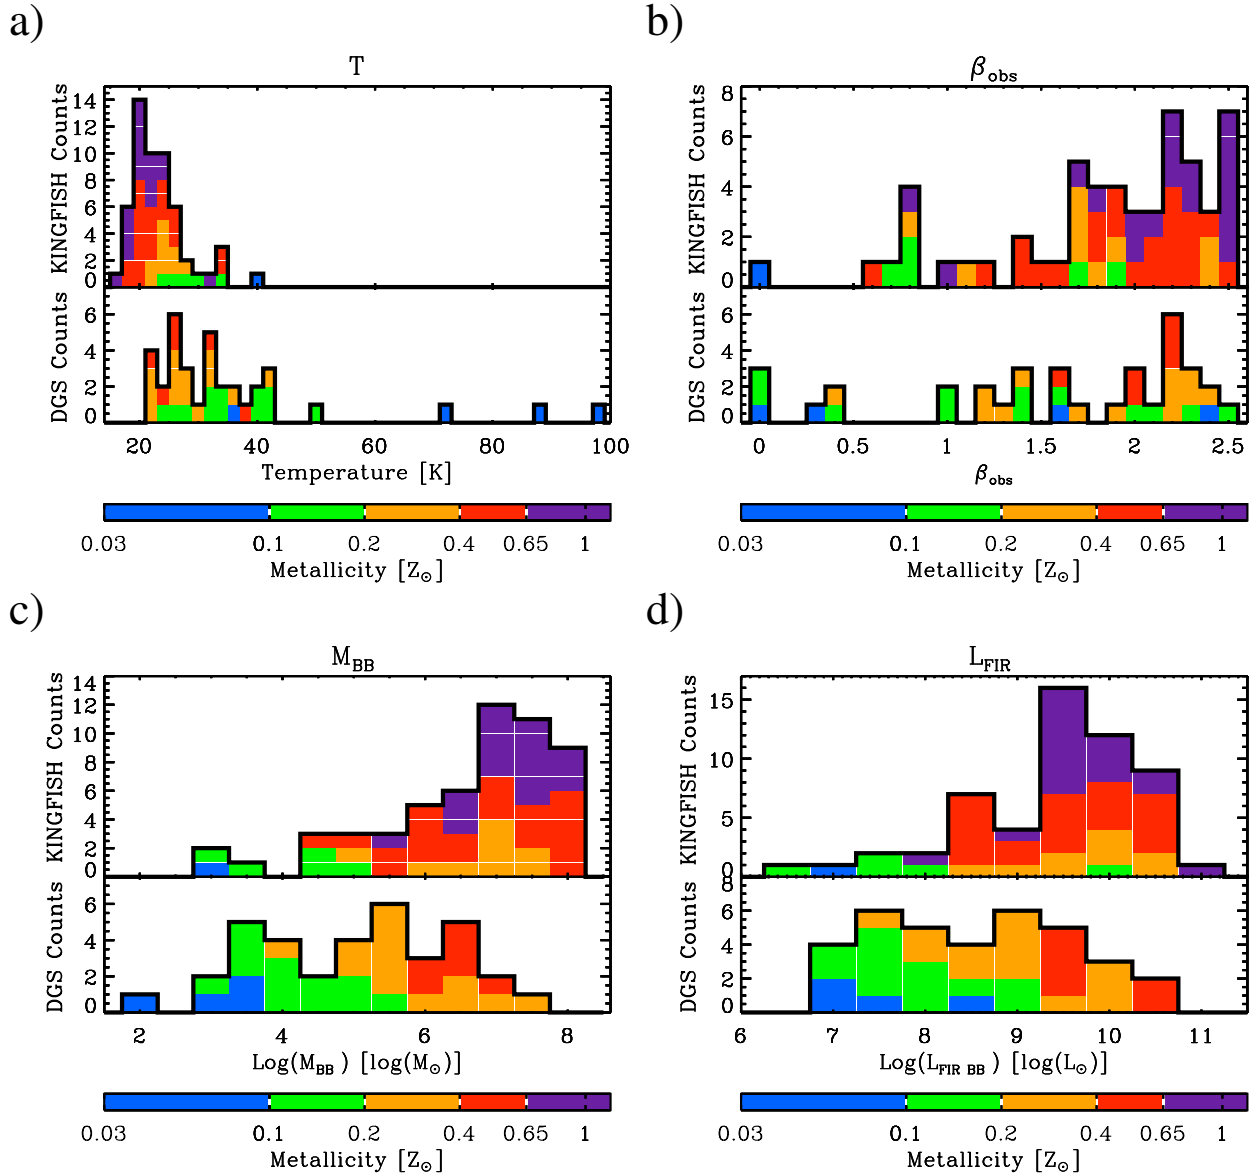 a)
T
KINGFISH Counts
14
12
10
8
6
4
2
0
DGS Counts
6
4
2
0
20 40 60 80 100
Temperature [K]
0.03 0.1 0.2 0.4 0.65 1
Metallicity [Z⊙]
b)
βobs
KINGFISH Counts
8
6
4
2
0
DGS Counts
6
4
2
0
0 0.5 1 1.5 2 2.5
βobs
0.03 0.1 0.2 0.4 0.65 1
Metallicity [Z⊙]
c)
MBB
KINGFISH Counts
14
12
10
8
6
4
2
0
DGS Counts
6
4
2
0
2 4 6 8
Log(MBB) [log(M⊙)]
0.03 0.1 0.2 0.4 0.65 1
Metallicity [Z⊙]
d)
LFIR
KINGFISH Counts
15
10
5
0
DGS Counts
8
6
4
2
0
6 7 8 9 10 11
Log(LFIR BB) [log(L⊙)]
0.03 0.1 0.2 0.4 0.65 1
Metallicity [Z⊙]